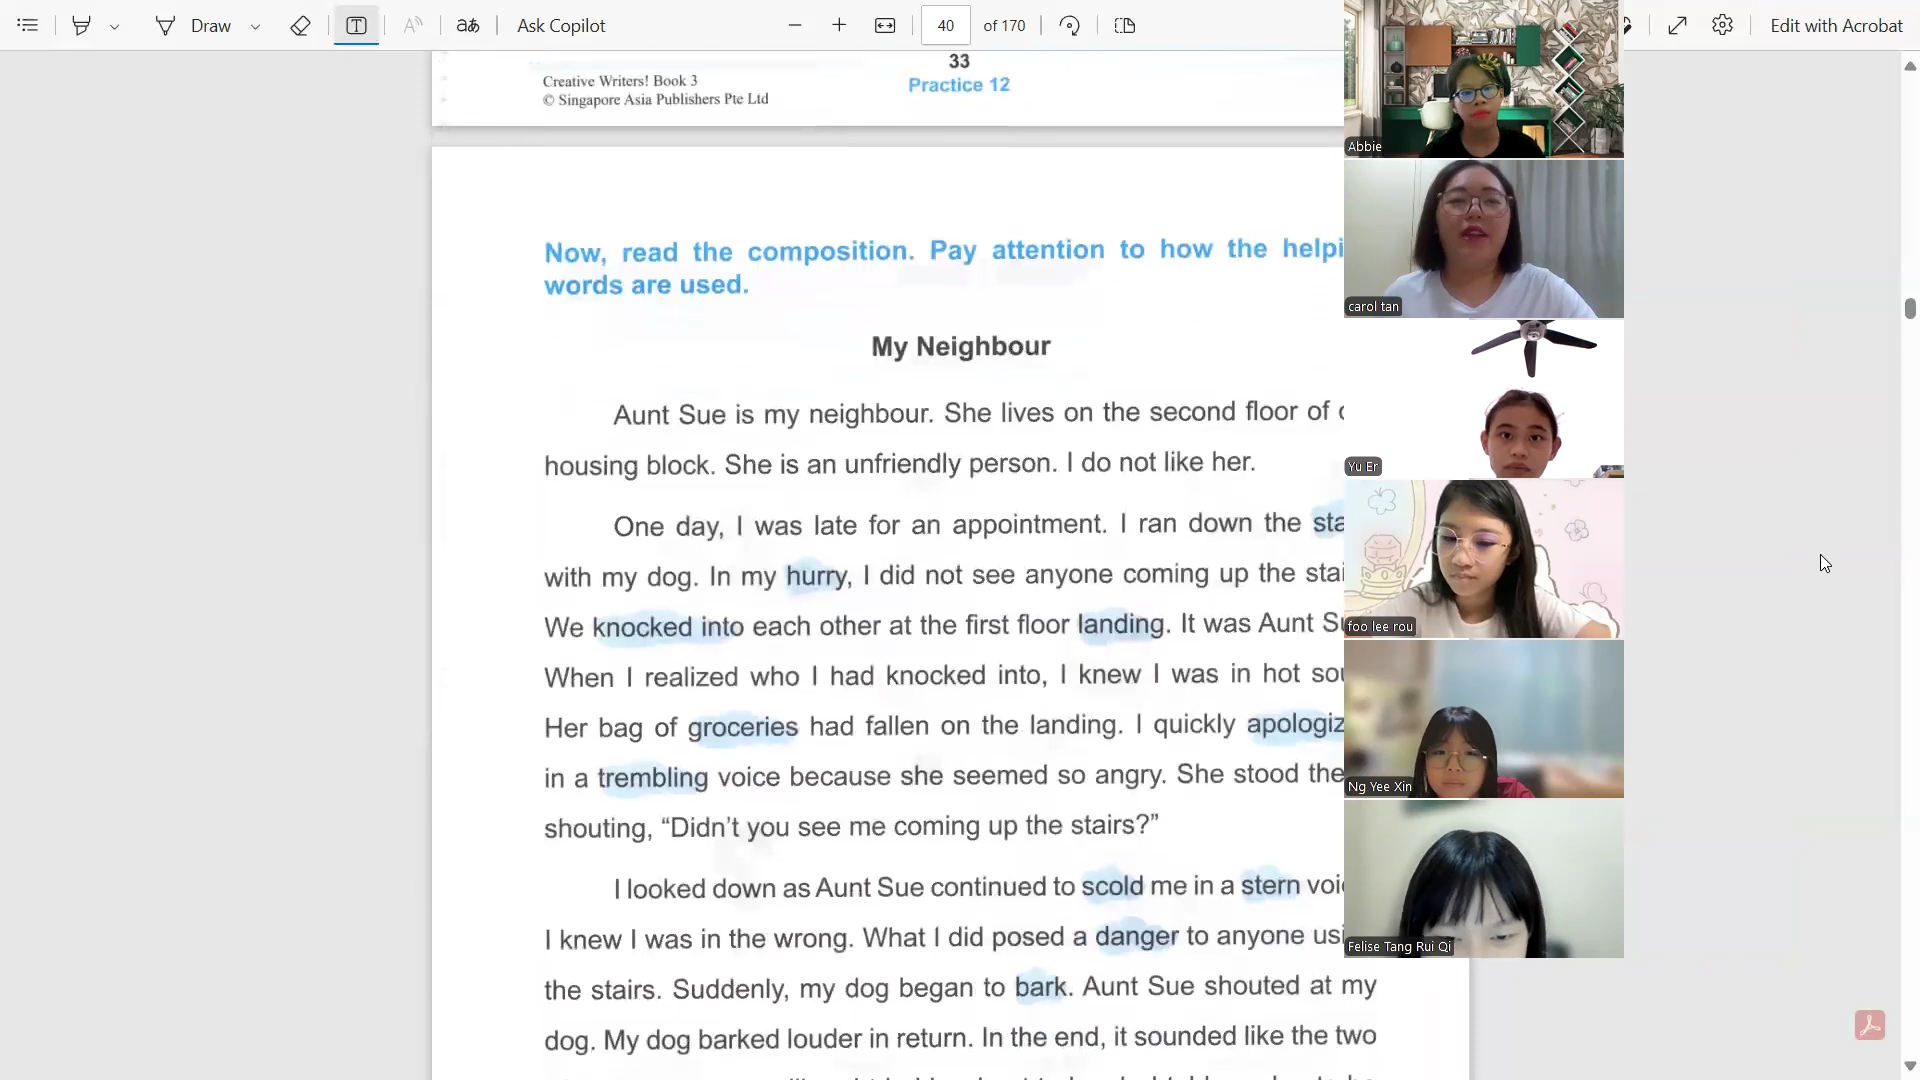 Draw
Ask Copilot
40 of 170
Edit with Acrobat
33
Creative Writers! Book 3
Practice 12
© Singapore Asia Publishers Pte Ltd
Now, read the composition. Pay attention to how the
words are used.
My Neighbour
Aunt Sue is my neighbour. She lives on the second floor of
housing block. She is an unfriendly person. I do not like her.
One day, I was late for an appointment. I ran down the
with my dog. In my hurry, I did not see anyone coming up the
We knocked into each other at the first floor landing. It was Aunt
When I realized who I had knocked into, I knew I was in hot
Her bag of groceries had fallen on the landing. I quickly
in a trembling voice because she seemed so angry. She stood
shouting, “Didn’t you see me coming up the stairs?”
I looked down as Aunt Sue continued to scold me in a stern
I knew I was in the wrong. What I did posed a danger to anyone
the stairs. Suddenly, my dog began to bark. Aunt Sue shouted at my
dog. My dog barked louder in return. In the end, it sounded like the two
Abbie
carol tan
Yu Er
foo lee rou
Ng Yee Xin
Felise Tang Rui Qi